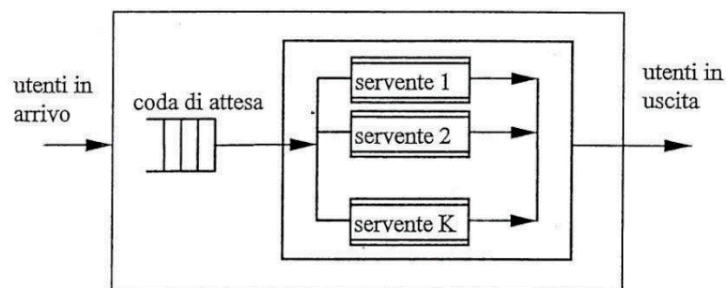 utenti in
arrivo
coda di attesa
servente 1
servente 2
servente K
utenti in
uscita